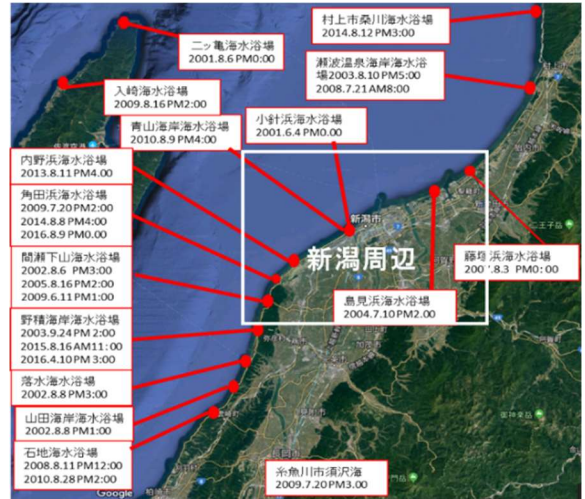 村上市桑川海水浴場
2014.8.12 PM3:00
二ッ亀海水浴場
2001.8.6 PM0:00
瀬波温泉海岸海水浴場2003.8.10 PM5:00
2008.7.21 AM8:00
入崎海水浴場
2009.8.16 PM2:00
小針浜海水浴場
2001.6.4 PM0.00
青山海岸海水浴場
2010.8.9 PM4:00
内野浜海水浴場
2013.8.11 PM4.00
角田浜海水浴場
2009.7.20 PM2:00
2014.8.8 PM4:00
2016.8.9 PM0.00
新潟市
新潟周辺
藤塚浜海水浴場
PM0:00
間瀬下山海水浴場
2002.8.6 PM3:00
2005.8.16 PM2:00
2009.6.11 PM1:00
島見浜海水浴場
2004.7.10 PM2.00
野積海岸海水浴場
2003.9.24 PM2:00
2015.8.16 AM11:00
2016.4.10 PM3:00
落水海水浴場
2002.8.8 PM3:00
山田海岸海水浴場
2002.8.8 PM1:00
石地海水浴場
2008.8.11 PM12:00
2010.8.28 PM2:00
糸魚川市須沢海
2009.7.20 PM3.00
Google